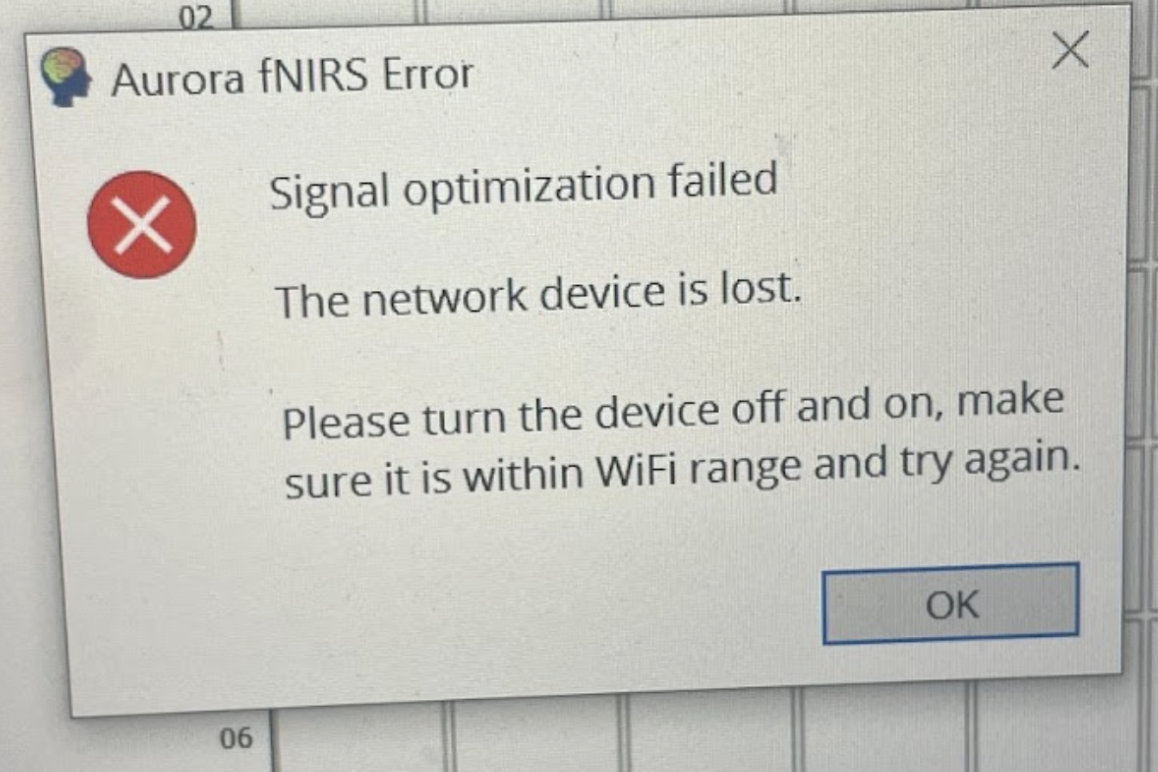 02
Aurora fNIRS Error
Signal optimization failed
The network device is lost.
Please turn the device off and on, make
sure it is within WiFi range and try again.
OK
06